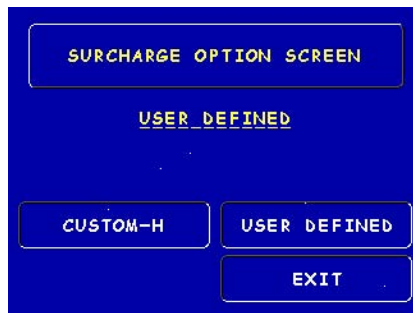 SURCHARGE OPTION SCREEN
USER DEFINED
CUSTOM-H
USER DEFINED
EXIT